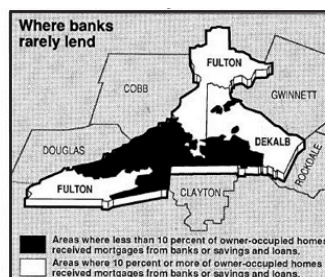 Where banks
rarely lend
FULTON
COBB
GWINNETT
DOUGLAS
DEKALB
ROCKDALE
FULTON
CLAYTON
Areas where less than 10 percent of owner-occupied homes
received mortgages from banks or savings and loans.
Areas where 10 percent or more of owner-occupied homes
received mortgages from banks or savings and loans.